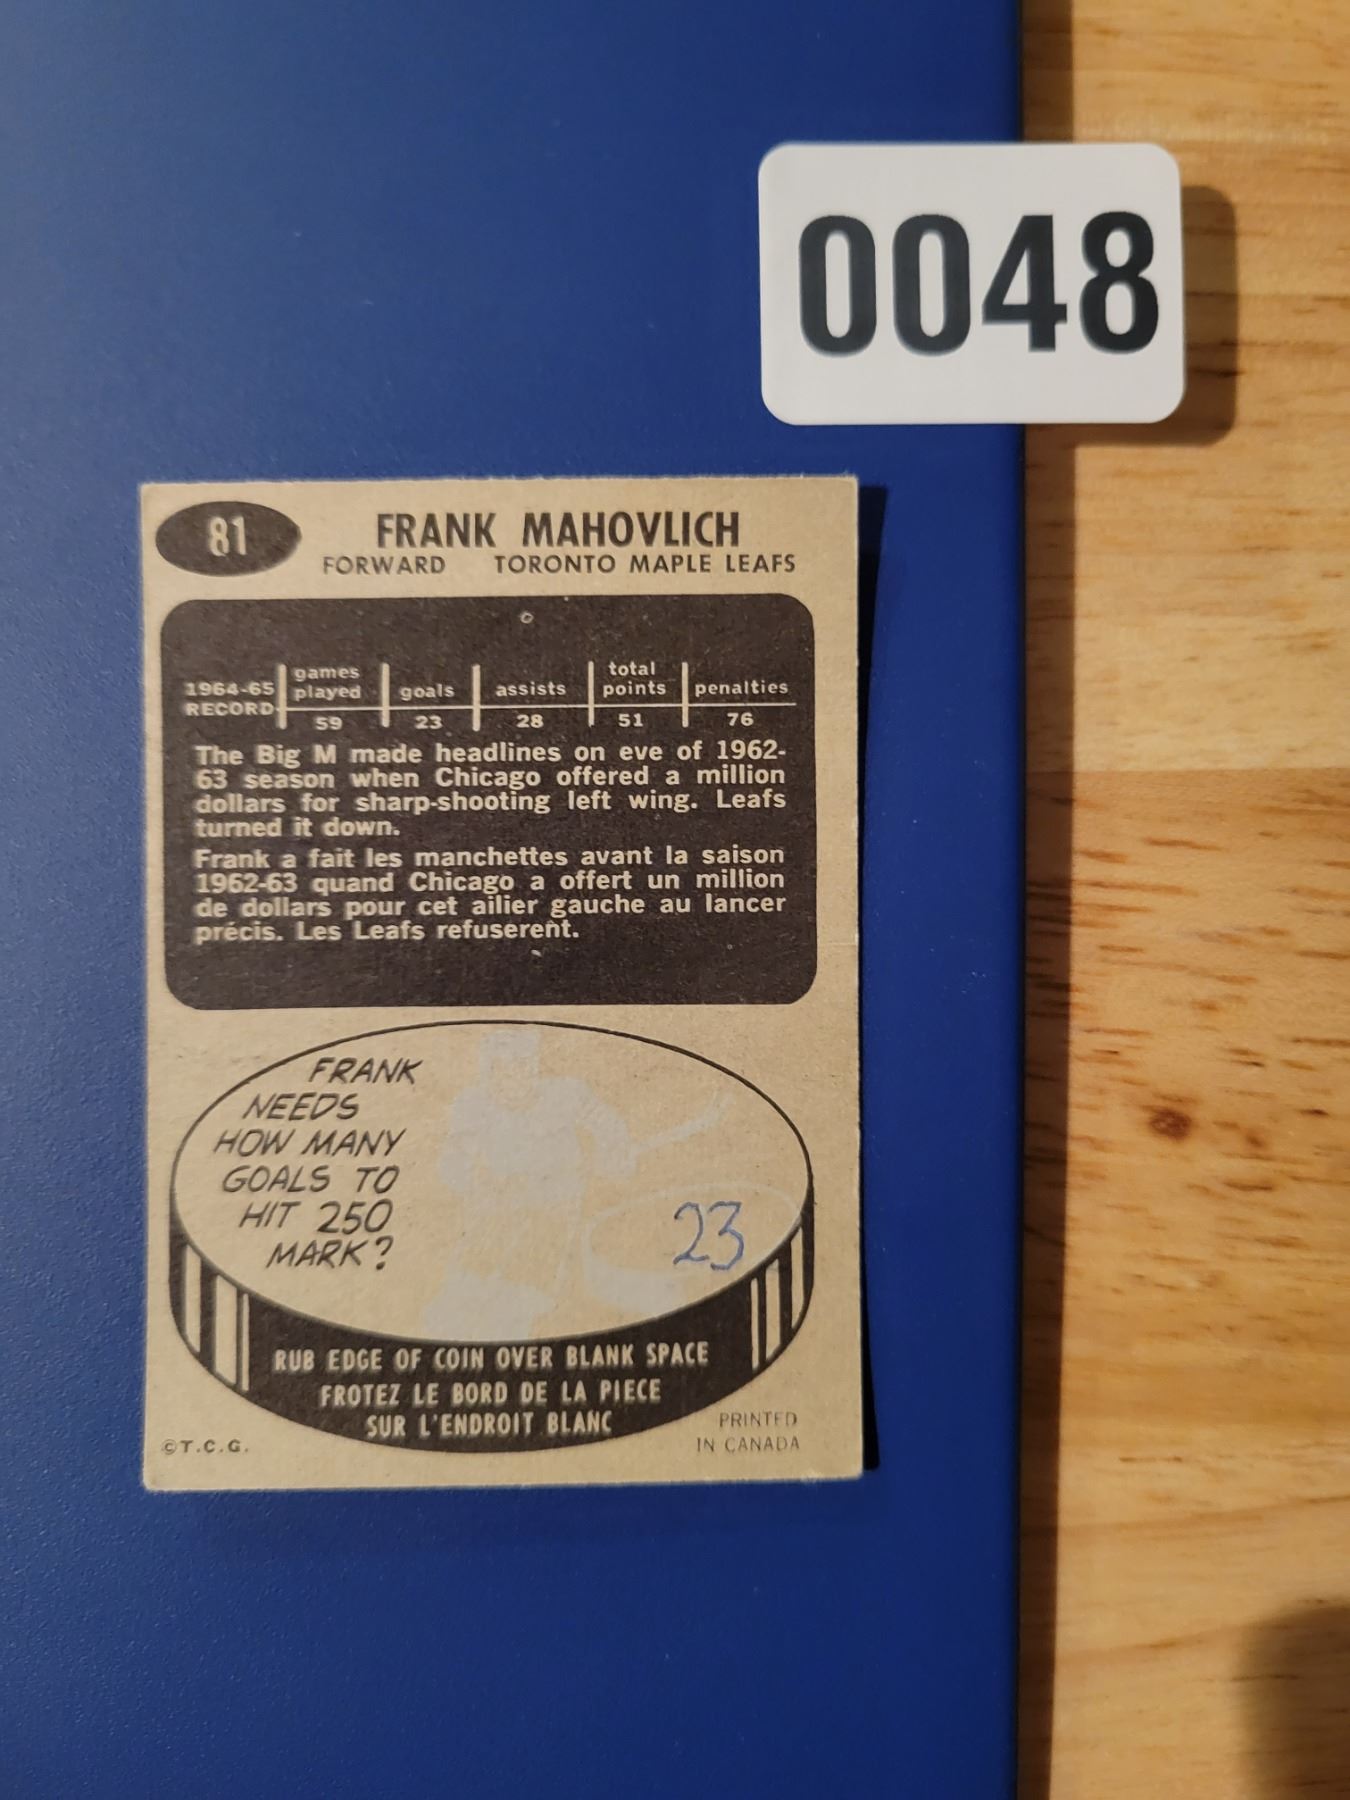 0048
81
FRANK MAHOVLICH
FORWARD TORONTO MAPLE LEAFS
1964-65 RECORD games played goals assists total points penalties
59 23 28 51 76
The Big M made headlines on eve of 1962-
63 season when Chicago offered a million
dollars for sharp-shooting left wing. Leafs
turned it down.
Frank a fait les manchettes avant la saison
1962-63 quand Chicago a offert un million
de dollars pour cet ailier gauche au lancer
précis. Les Leafs refuserent.
FRANK
NEEDS
HOW MANY
GOALS TO
HIT 250
MARK?
23
RUB EDGE OF COIN OVER BLANK SPACE
FROTEZ LE BORD DE LA PIECE
SUR L'ENDROIT BLANC
©T.C.G.
PRINTED
IN CANADA